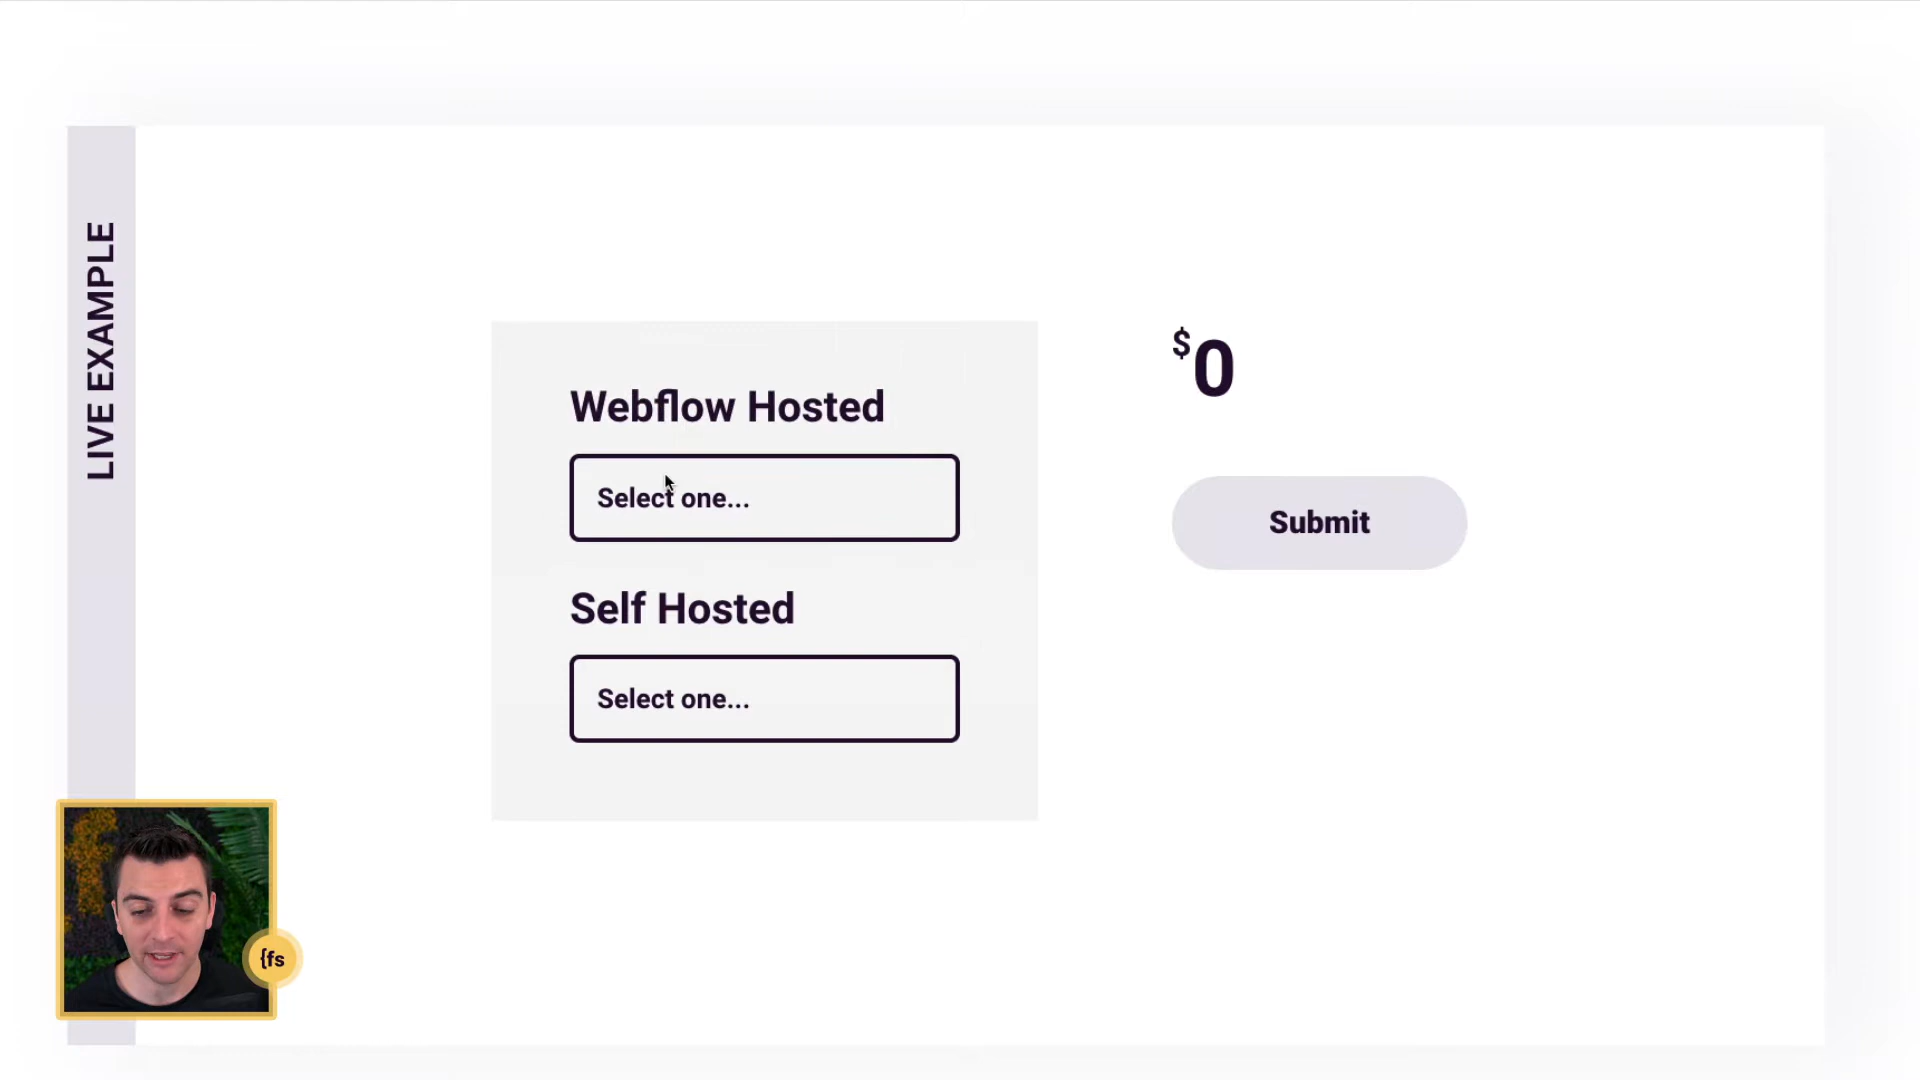 LIVE EXAMPLE
Webflow Hosted
Select one...
Self Hosted
Select one...
$0
Submit
{fs